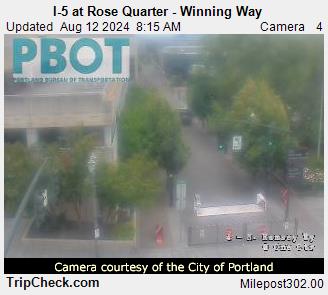 I-5 at Rose Quarter - Winning Way
Updated Aug 12 2024 8:15 AM Camera 4
PBOT
PORTLAND BUREAU OF TRANSPORTATION
Camera courtesy of the City of Portland
TripCheck.com Milepost302.00